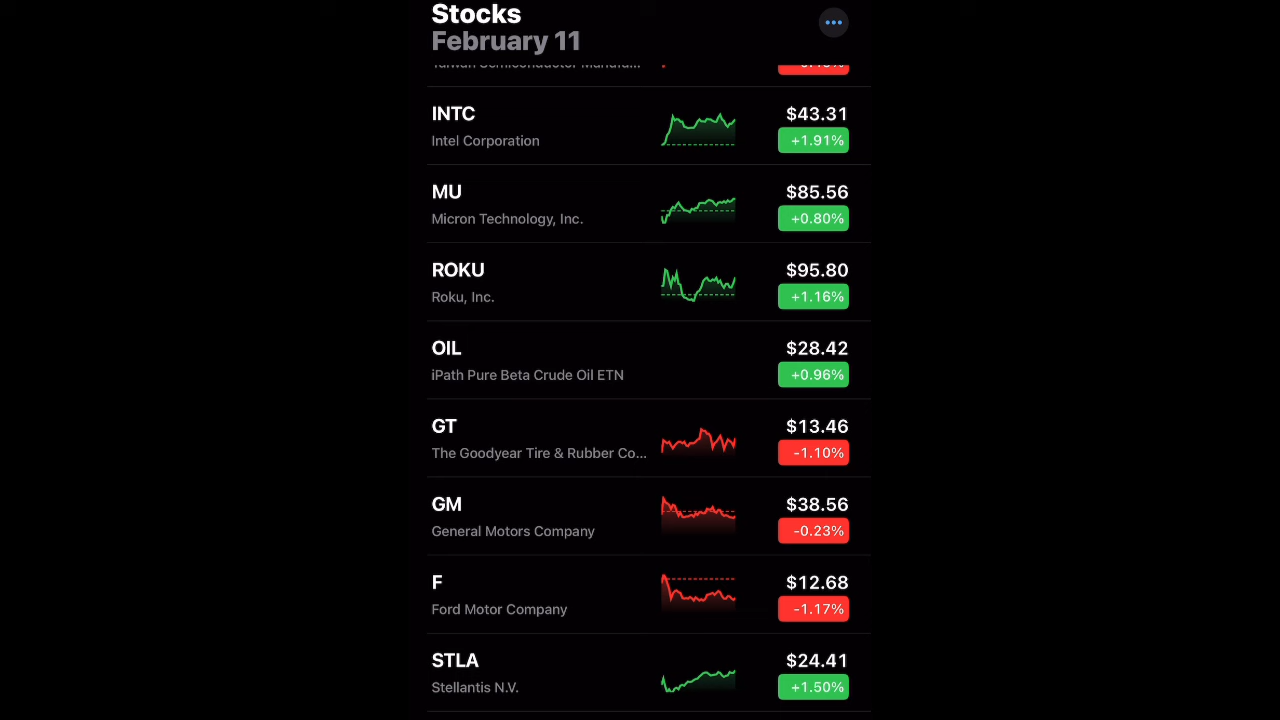 Stocks
February 11
Taiwan Semiconductor Manufa...
INTC
$43.31
Intel Corporation
+1.91%
MU
$85.56
Micron Technology, Inc.
+0.80%
ROKU
$95.80
Roku, Inc.
+1.16%
OIL
$28.42
iPath Pure Beta Crude Oil ETN
+0.96%
GT
$13.46
The Goodyear Tire & Rubber Co...
-1.10%
GM
$38.56
General Motors Company
-0.23%
F
$12.68
Ford Motor Company
-1.17%
STLA
$24.41
Stellantis N.V.
+1.50%